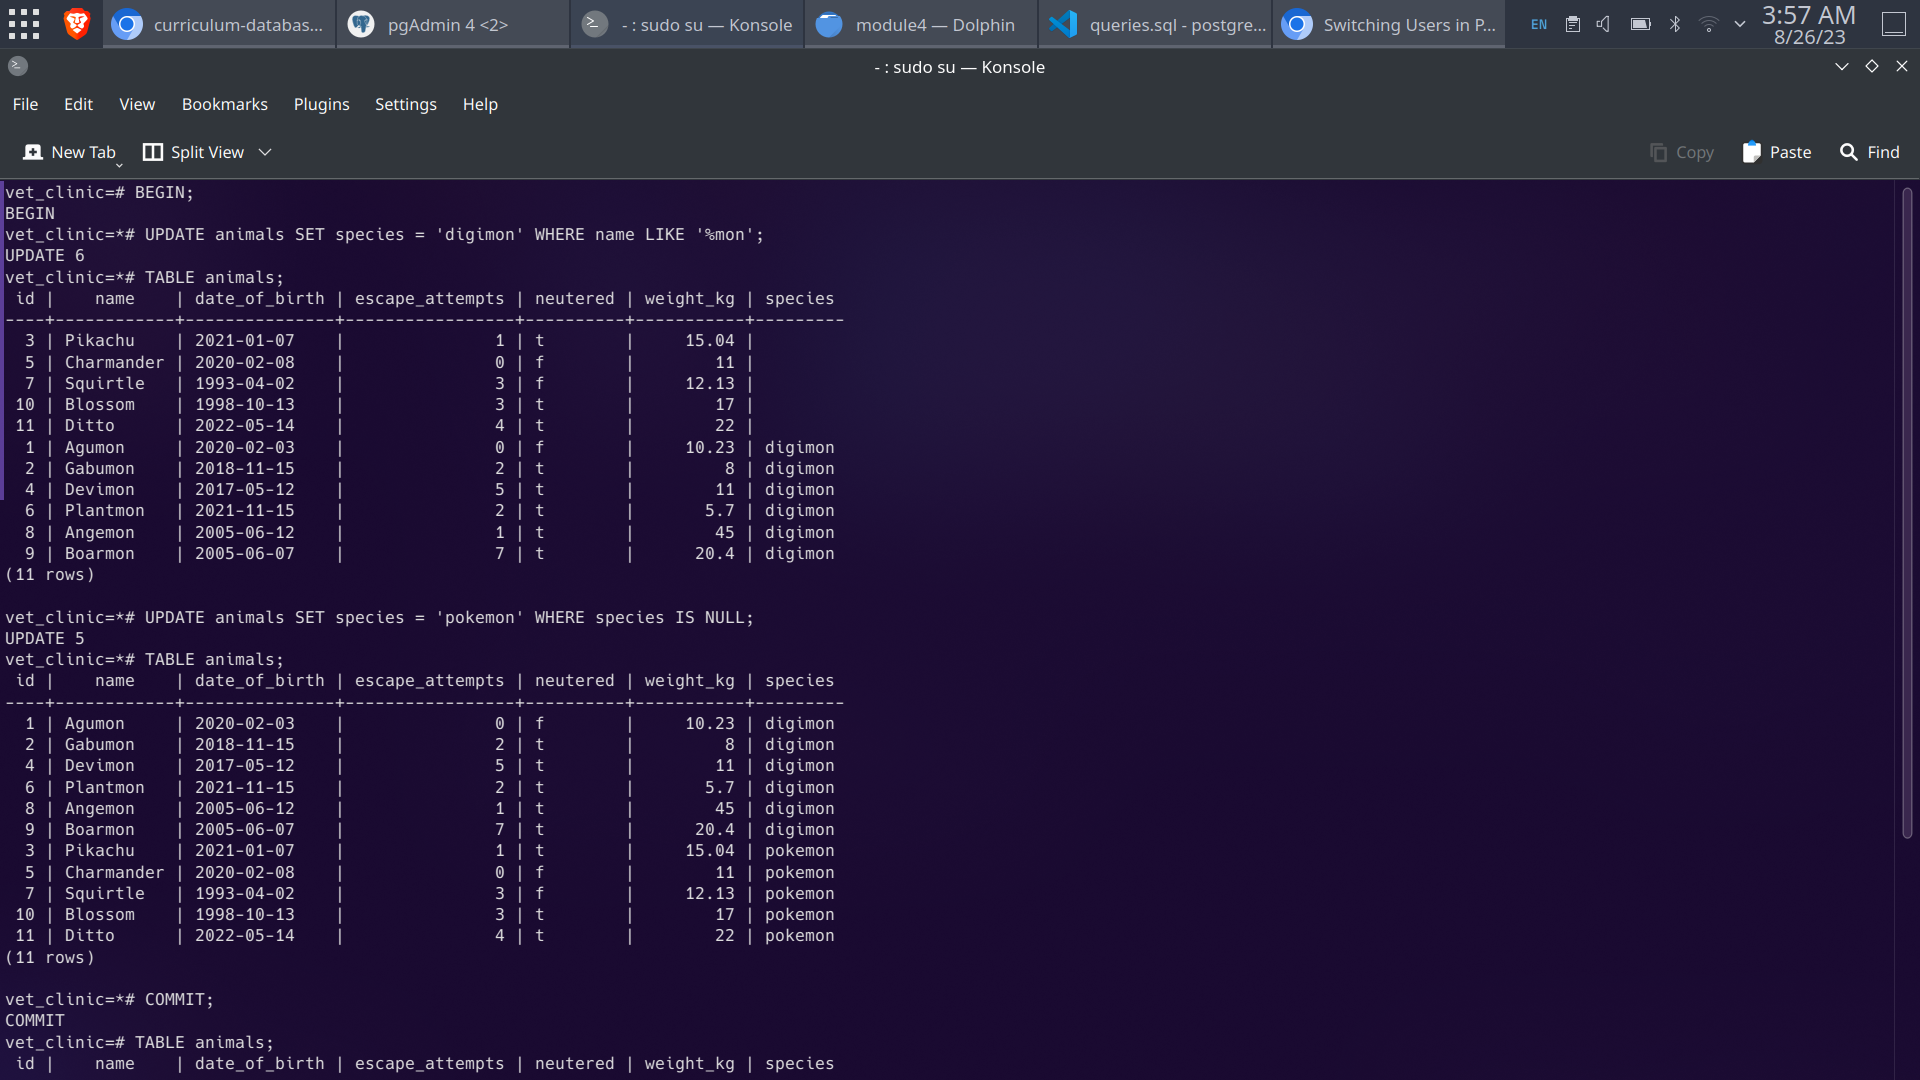 curriculum-databas...
pgAdmin 4 <2>
- : sudo su — Konsole
module4 — Dolphin
queries.sql - postgre...
Switching Users in P...
EN
3:57 AM
8/26/23
- : sudo su — Konsole
File Edit View Bookmarks Plugins Settings Help
New Tab Split View Copy Paste Find
vet_clinic=# BEGIN;
BEGIN
vet_clinic=*# UPDATE animals SET species = 'digimon' WHERE name LIKE '%mon';
UPDATE 6
vet_clinic=*# TABLE animals;
 id |    name    | date_of_birth | escape_attempts | neutered | weight_kg | species
----+------------+---------------+-----------------+----------+-----------+---------
  3 | Pikachu    | 2021-01-07    |               1 | t        |     15.04 |
  5 | Charmander | 2020-02-08    |               0 | f        |        11 |
  7 | Squirtle   | 1993-04-02    |               3 | f        |     12.13 |
 10 | Blossom    | 1998-10-13    |               3 | t        |        17 |
 11 | Ditto      | 2022-05-14    |               4 | t        |        22 |
  1 | Agumon     | 2020-02-03    |               0 | f        |     10.23 | digimon
  2 | Gabumon    | 2018-11-15    |               2 | t        |         8 | digimon
  4 | Devimon    | 2017-05-12    |               5 | t        |        11 | digimon
  6 | Plantmon   | 2021-11-15    |               2 | t        |       5.7 | digimon
  8 | Angemon    | 2005-06-12    |               1 | t        |        45 | digimon
  9 | Boarmon    | 2005-06-07    |               7 | t        |      20.4 | digimon
(11 rows)
vet_clinic=*# UPDATE animals SET species = 'pokemon' WHERE species IS NULL;
UPDATE 5
vet_clinic=*# TABLE animals;
 id |    name    | date_of_birth | escape_attempts | neutered | weight_kg | species
----+------------+---------------+-----------------+----------+-----------+---------
  1 | Agumon     | 2020-02-03    |               0 | f        |     10.23 | digimon
  2 | Gabumon    | 2018-11-15    |               2 | t        |         8 | digimon
  4 | Devimon    | 2017-05-12    |               5 | t        |        11 | digimon
  6 | Plantmon   | 2021-11-15    |               2 | t        |       5.7 | digimon
  8 | Angemon    | 2005-06-12    |               1 | t        |        45 | digimon
  9 | Boarmon    | 2005-06-07    |               7 | t        |      20.4 | digimon
  3 | Pikachu    | 2021-01-07    |               1 | t        |     15.04 | pokemon
  5 | Charmander | 2020-02-08    |               0 | f        |        11 | pokemon
  7 | Squirtle   | 1993-04-02    |               3 | f        |     12.13 | pokemon
 10 | Blossom    | 1998-10-13    |               3 | t        |        17 | pokemon
 11 | Ditto      | 2022-05-14    |               4 | t        |        22 | pokemon
(11 rows)
vet_clinic=*# COMMIT;
COMMIT
vet_clinic=# TABLE animals;
 id |    name    | date_of_birth | escape_attempts | neutered | weight_kg | species